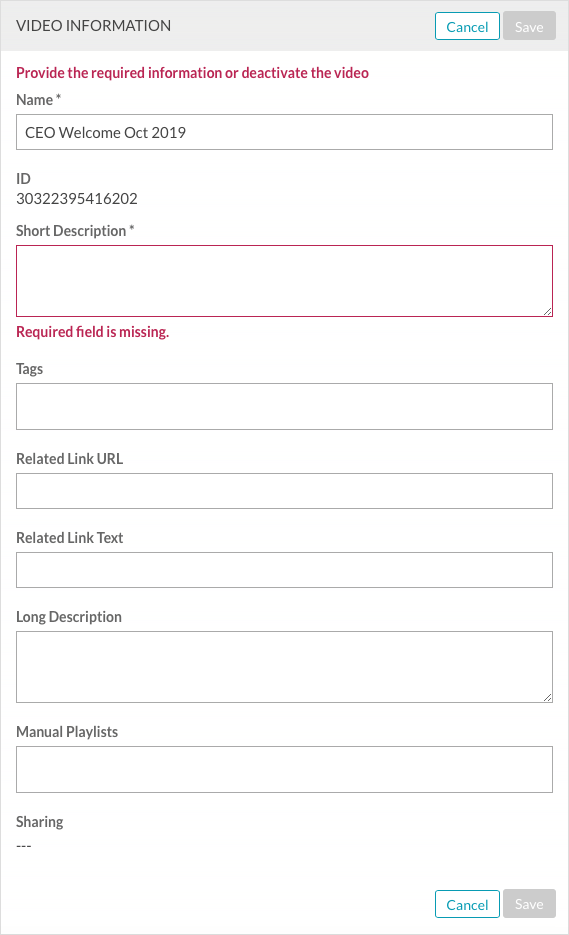 VIDEO INFORMATION
Cancel
Save
Provide the required information or deactivate the video
Name *
CEO Welcome Oct 2019
ID
30322395416202
Short Description *
Required field is missing.
Tags
Related Link URL
Related Link Text
Long Description
Manual Playlists
Sharing
---
Cancel
Save